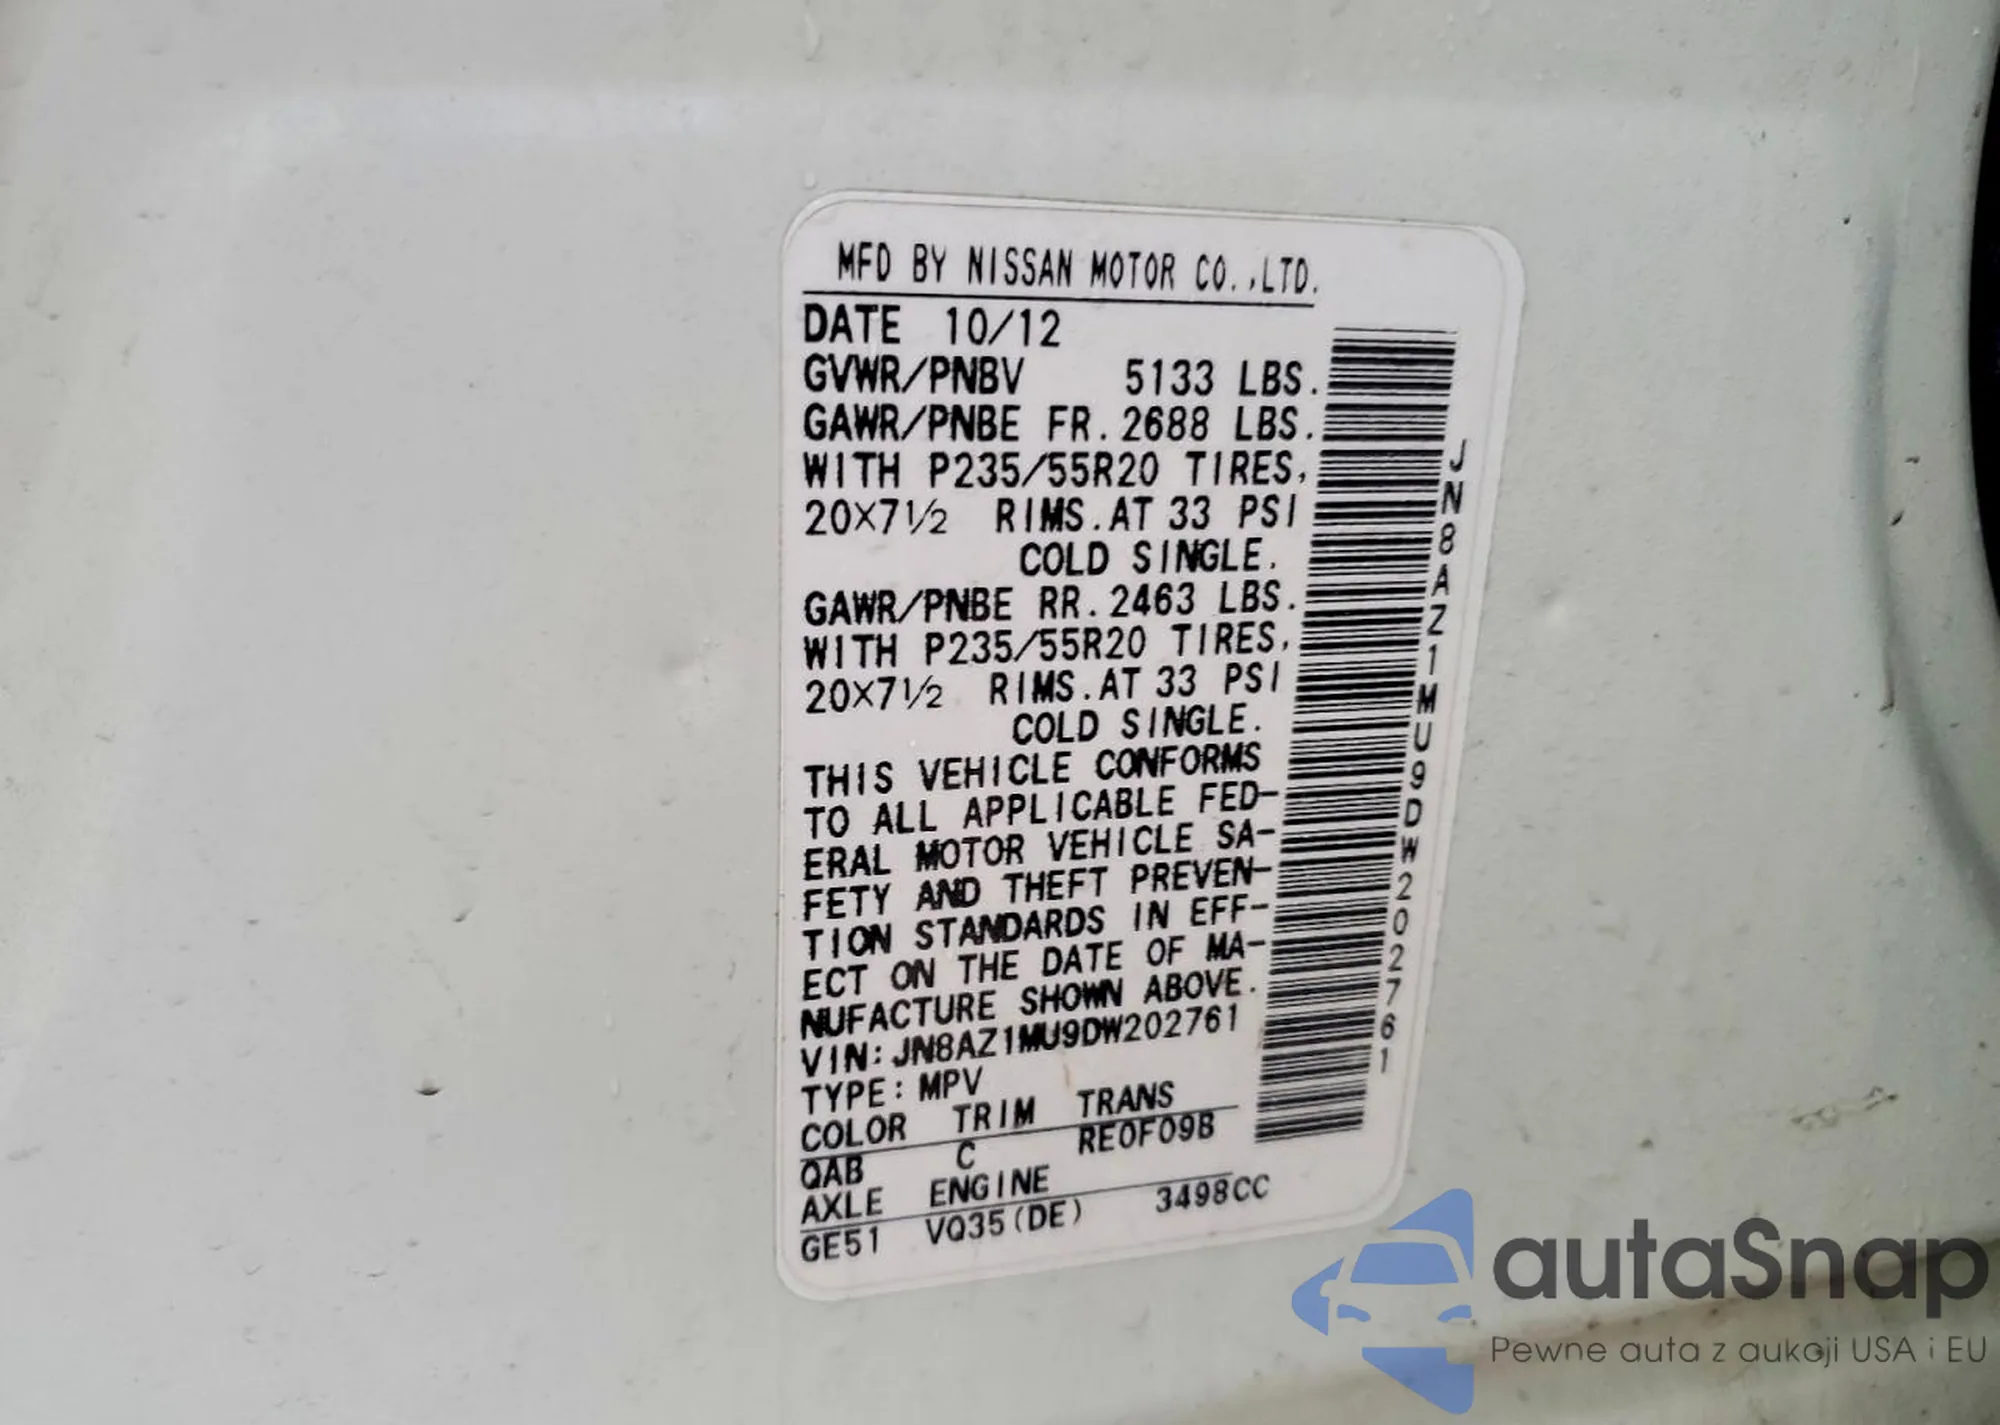 MFD BY NISSAN MOTOR CO.,LTD.
DATE 10/12
GVWR/PNBV 5133 LBS.
GAWR/PNBE FR. 2688 LBS.
WITH P235/55R20 TIRES,
20×7½ RIMS.AT 33 PSI
COLD SINGLE.
GAWR/PNBE RR. 2463 LBS.
WITH P235/55R20 TIRES,
20×7½ RIMS.AT 33 PSI
COLD SINGLE.
THIS VEHICLE CONFORMS
TO ALL APPLICABLE FED-
ERAL MOTOR VEHICLE SA-
FETY AND THEFT PREVEN-
TION STANDARDS IN EFF-
ECT ON THE DATE OF MA-
NUFACTURE SHOWN ABOVE.
VIN: JN8AZ1MU9DW202761
TYPE: MPV
COLOR TRIM TRANS
QAB C RE0F09B
AXLE ENGINE
GE51 VQ35(DE) 3498CC
JN8AZ1MU9DW202761
autaSnap
Pewne auta z aukcji USA i EU